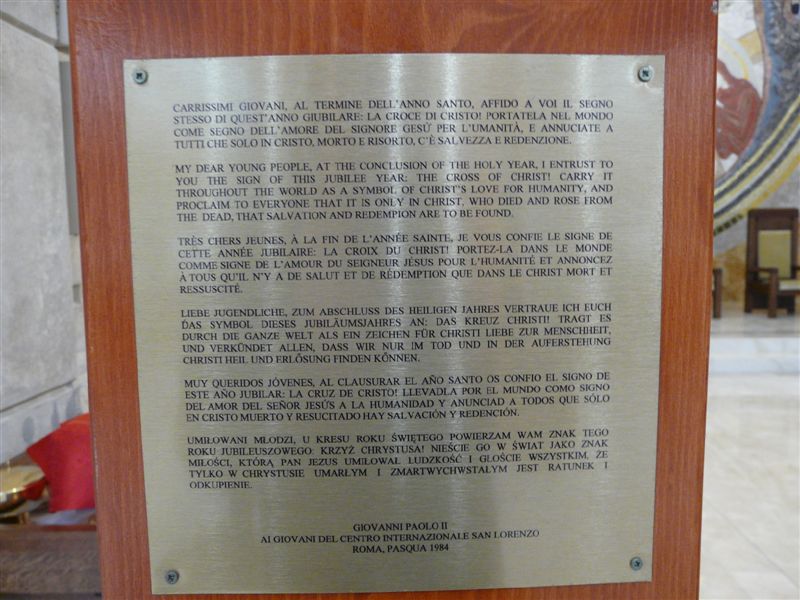 CARRISSIMI GIOVANI, AL TERMINE DELL'ANNO SANTO, AFFIDO A VOI IL SEGNO
STESSO DI QUEST'ANNO GIUBILARE: LA CROCE DI CRISTO! PORTATELA NEL MONDO
COME SEGNO DELL'AMORE DEL SIGNORE GESÙ PER L'UMANITÀ, E ANNUCIATE A
TUTTI CHE SOLO IN CRISTO, MORTO E RISORTO, C'È SALVEZZA E REDENZIONE.
MY DEAR YOUNG PEOPLE, AT THE CONCLUSION OF THE HOLY YEAR, I ENTRUST TO
YOU THE SIGN OF THIS JUBILEE YEAR: THE CROSS OF CHRIST! CARRY IT
THROUGHOUT THE WORLD AS A SYMBOL OF CHRIST'S LOVE FOR HUMANITY, AND
PROCLAIM TO EVERYONE THAT IT IS ONLY IN CHRIST, WHO DIED AND ROSE FROM
THE DEAD, THAT SALVATION AND REDEMPION ARE TO BE FOUND.
TRÈS CHERS JEUNES, À LA FIN DE L'ANNÉE SAINTE, JE VOUS CONFIE LE SIGNE DE
CETTE ANNÉE JUBILAIRE: LA CROIX DU CHRIST! PORTEZ-LA DANS LE MONDE
COMME SIGNE DE L'AMOUR DU SEIGNEUR JÉSUS POUR L'HUMANITÉ ET ANNONCEZ
À TOUS QU'IL N'Y A DE SALUT ET DE RÉDEMPTION QUE DANS LE CHRIST MORT ET
RESSUSCITÉ.
LIEBE JUGENDLICHE, ZUM ABSCHLUSS DES HEILIGEN JAHRES VERTRAUE ICH EUCH
DAS SYMBOL DIESES JUBILÄUMSJAHRES AN: DAS KREUZ CHRISTI! TRAGT ES
DURCH DIE GANZE WELT ALS EIN ZEICHEN FÜR CHRISTI LIEBE ZUR MENSCHHEIT,
UND VERKÜNDET ALLEN, DASS WIR NUR IM TOD UND IN DER AUFERSTEHUNG
CHRISTI HEIL UND ERLÖSUNG FINDEN KÖNNEN.
MUY QUERIDOS JÓVENES, AL CLAUSURAR EL AÑO SANTO OS CONFIO EL SIGNO DE
ESTE AÑO JUBILAR: LA CRUZ DE CRISTO! LLEVADLA POR EL MUNDO COMO SIGNO
DEL AMOR DEL SEÑOR JESÚS A LA HUMANIDAD Y ANUNCIAD A TODOS QUE SÓLO
EN CRISTO MUERTO Y RESUCITADO HAY SALVACIÓN Y REDENCIÓN.
UMIŁOWANI MŁODZI, U KRESU ROKU ŚWIĘTEGO POWIERZAM WAM ZNAK TEGO
ROKU JUBILEUSZOWEGO: KRZYŻ CHRYSTUSA! NIEŚCIE GO W ŚWIAT JAKO ZNAK
MIŁOŚCI, KTÓRĄ PAN JEZUS UMIŁOWAŁ LUDZKOŚĆ I GŁOŚCIE WSZYSTKIM, ŻE
TYLKO W CHRYSTUSIE UMARŁYM I ZMARTWYCHWSTAŁYM JEST RATUNEK I
ODKUPIENIE.
GIOVANNI PAOLO II
AI GIOVANI DEL CENTRO INTERNAZIONALE SAN LORENZO
ROMA, PASQUA 1984